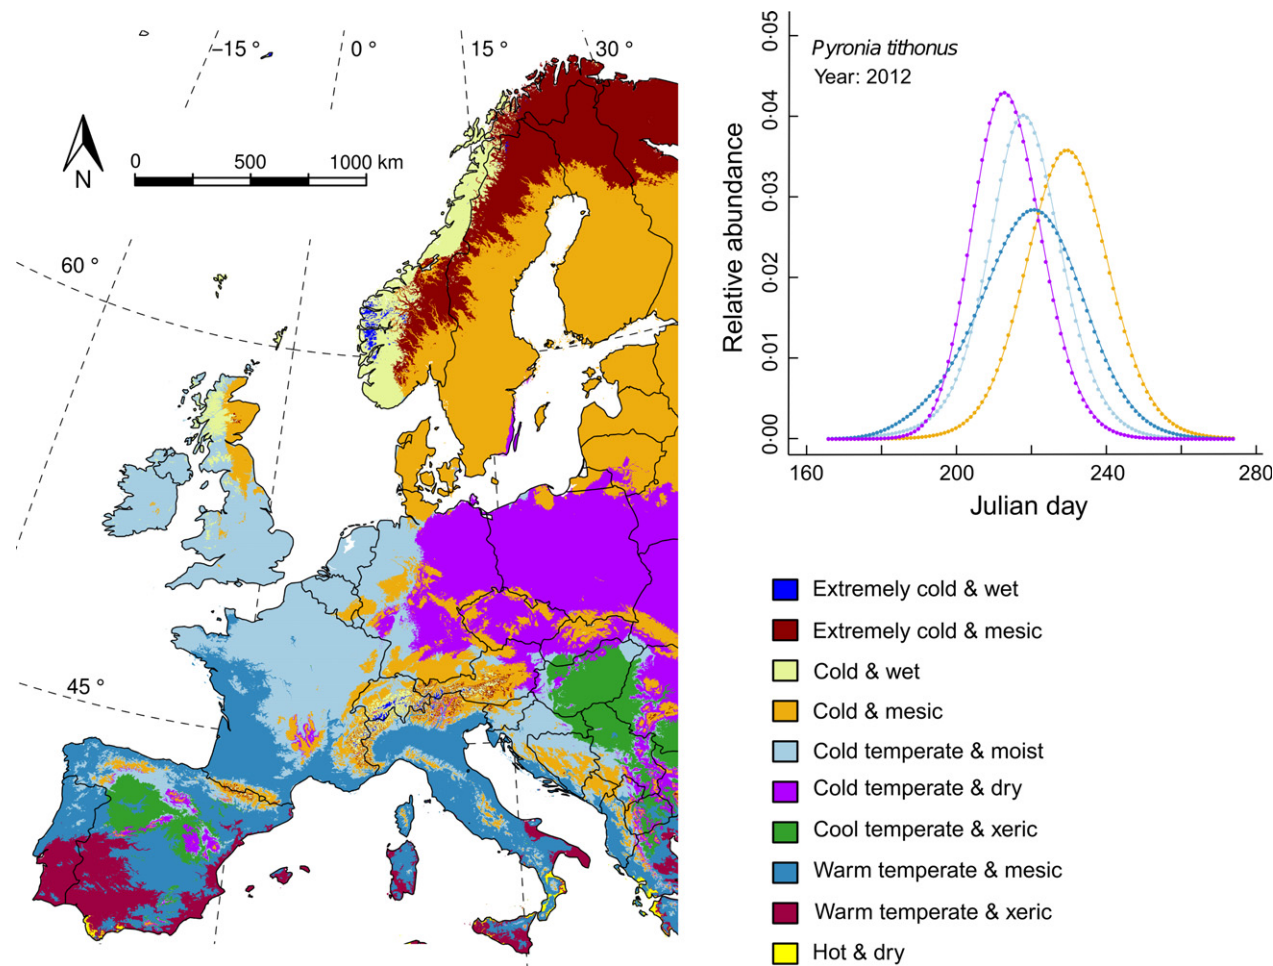 −15 °
0 °
15 °
30 °
0
500
1000 km
N
60 °
45 °
Pyronia tithonus
Year: 2012
Relative abundance
0·05
0·04
0·03
0·02
0·01
0·00
160
200
240
280
Julian day
Extremely cold & wet
Extremely cold & mesic
Cold & wet
Cold & mesic
Cold temperate & moist
Cold temperate & dry
Cool temperate & xeric
Warm temperate & mesic
Warm temperate & xeric
Hot & dry